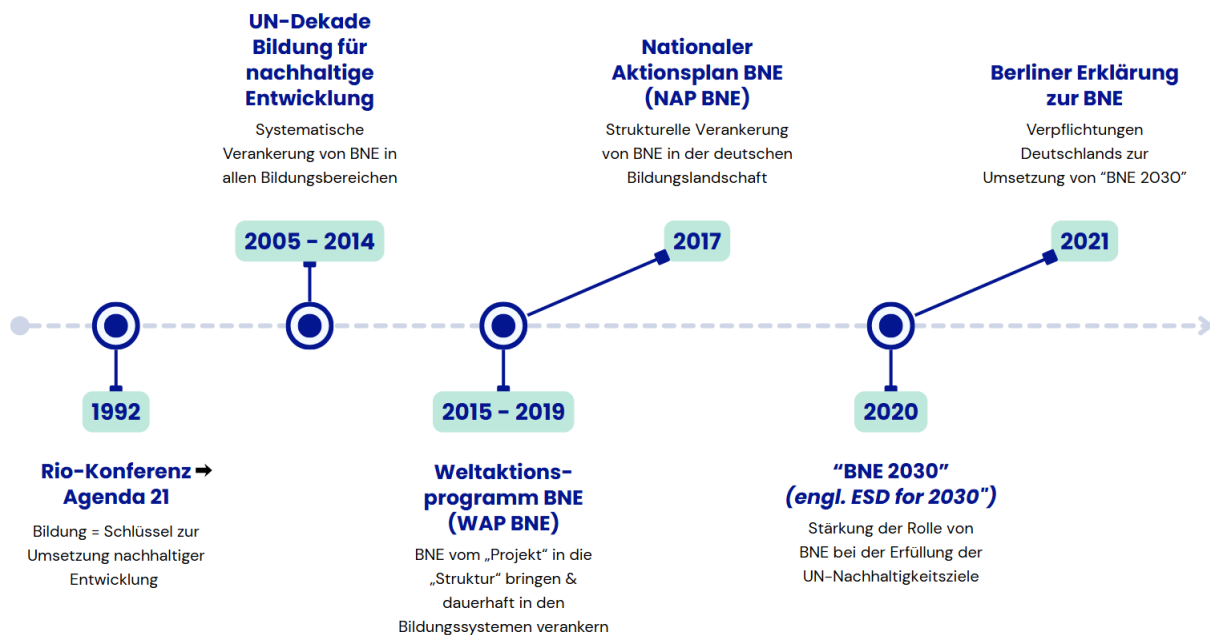 UN-Dekade
Bildung für
nachhaltige
Entwicklung
Systematische
Verankerung von BNE in
allen Bildungsbereichen
Nationaler
Aktionsplan BNE
(NAP BNE)
Strukturelle Verankerung
von BNE in der deutschen
Bildungslandschaft
Berliner Erklärung
zur BNE
Verpflichtungen
Deutschlands zur
Umsetzung von “BNE 2030”
2005 - 2014
2017
2021
1992
2015 - 2019
2020
Rio-Konferenz ➞
Agenda 21
Bildung = Schlüssel zur
Umsetzung nachhaltiger
Entwicklung
Weltaktions-
programm BNE
(WAP BNE)
BNE vom „Projekt“ in die
„Struktur“ bringen &
dauerhaft in den
Bildungssystemen verankern
“BNE 2030”
(engl. ESD for 2030")
Stärkung der Rolle von
BNE bei der Erfüllung der
UN-Nachhaltigkeitsziele